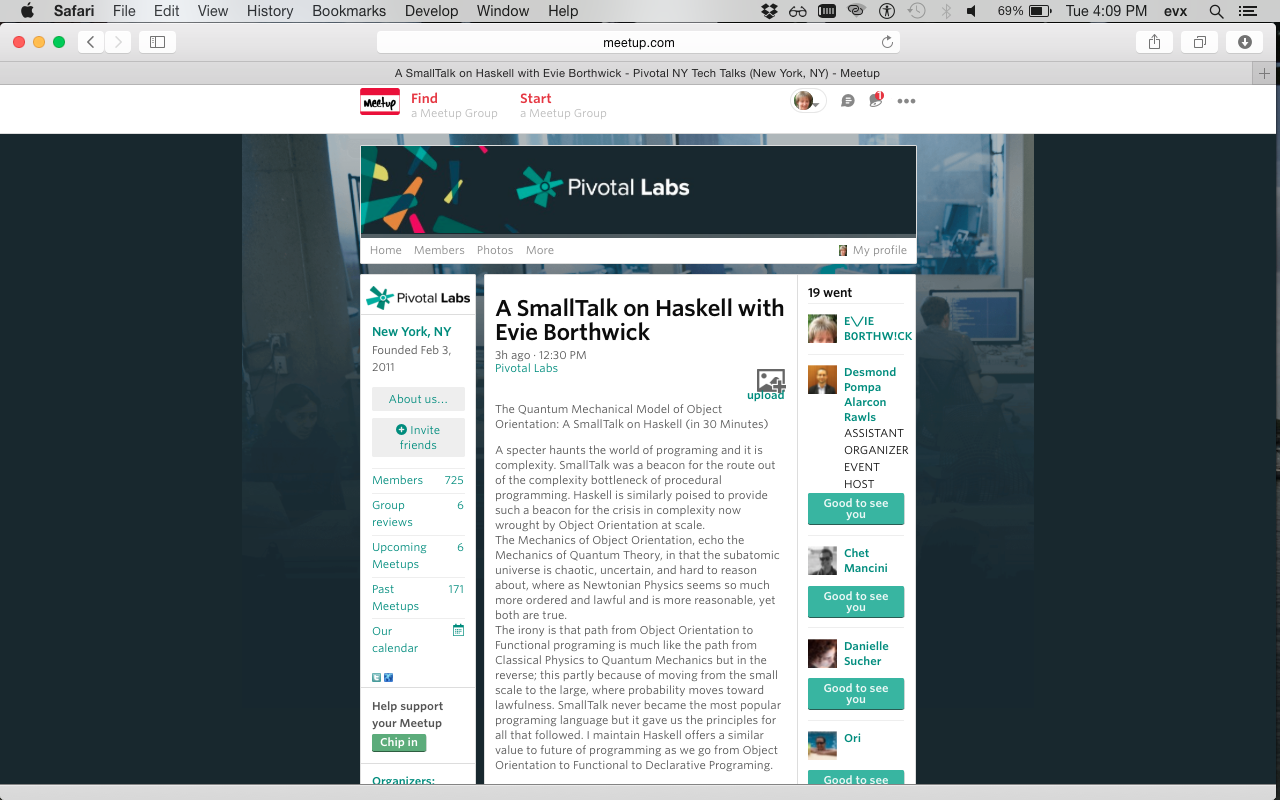 Safari File Edit View History Bookmarks Develop Window Help 69% Tue 4:09 PM evx
meetup.com
A SmallTalk on Haskell with Evie Borthwick - Pivotal NY Tech Talks (New York, NY) - Meetup
Meetup
Find
a Meetup Group
Start
a Meetup Group
1
Pivotal Labs
Home Members Photos More My profile
Pivotal Labs
New York, NY
Founded Feb 3,
2011
About us...
Invite
friends
Members 725
Group 6
reviews
Upcoming 6
Meetups
Past 171
Meetups
Our
calendar
Help support
your Meetup
Chip in
Organizers:
A SmallTalk on Haskell with
Evie Borthwick
3h ago · 12:30 PM
Pivotal Labs
upload
The Quantum Mechanical Model of Object
Orientation: A SmallTalk on Haskell (in 30 Minutes)
A specter haunts the world of programing and it is
complexity. SmallTalk was a beacon for the route out
of the complexity bottleneck of procedural
programming. Haskell is similarly poised to provide
such a beacon for the crisis in complexity now
wrought by Object Orientation at scale.
The Mechanics of Object Orientation, echo the
Mechanics of Quantum Theory, in that the subatomic
universe is chaotic, uncertain, and hard to reason
about, where as Newtonian Physics seems so much
more ordered and lawful and is more reasonable, yet
both are true.
The irony is that path from Object Orientation to
Functional programing is much like the path from
Classical Physics to Quantum Mechanics but in the
reverse; this partly because of moving from the small
scale to the large, where probability moves toward
lawfulness. SmallTalk never became the most popular
programing language but it gave us the principles for
all that followed. I maintain Haskell offers a similar
value to future of programming as we go from Object
Orientation to Functional to Declarative Programing.
19 went
E\/IE
B0RTHW!CK
Desmond
Pompa
Alarcon
Rawls
ASSISTANT
ORGANIZER
EVENT
HOST
Good to see
you
Chet
Mancini
Good to see
you
Danielle
Sucher
Good to see
you
Ori
Good to see